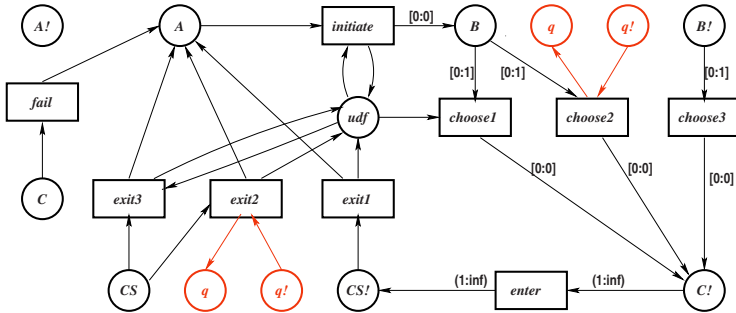 A!
A
initiate
[0:0]
B
q
q!
B!
[0:1]
[0:1]
[0:1]
fail
udf
choose1
choose2
choose3
[0:0]
[0:0]
[0:0]
C
exit3
exit2
exit1
CS
q
q!
CS!
(1:inf)
enter
(1:inf)
C!